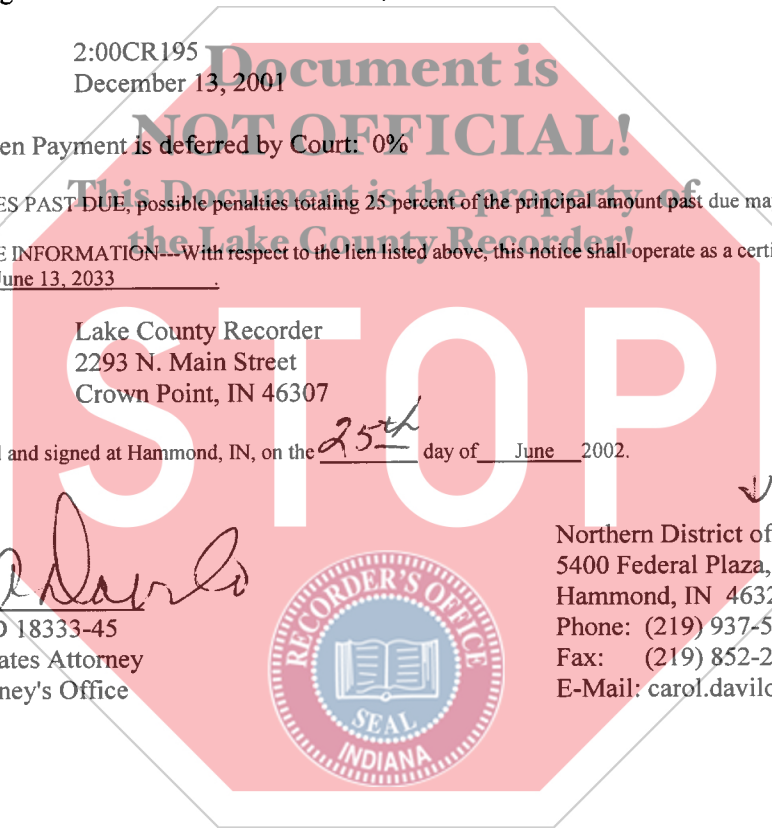 2:00CR195
December 13, 2001
Document is
NOT OFFICIAL!
en Payment is deferred by Court: 0%
This Document is the property of
the Lake County Recorder!
ES PAST DUE, possible penalties totaling 25 percent of the principal amount past due ma
E INFORMATION---With respect to the lien listed above, this notice shall operate as a certi
June 13, 2033 .
STOP
Lake County Recorder
2293 N. Main Street
Crown Point, IN 46307
and signed at Hammond, IN, on the 25th day of June 2002.
Northern District of
5400 Federal Plaza,
Hammond, IN 4632
Phone: (219) 937-5
Fax: (219) 852-2
E-Mail: carol.davilo
18333-45
ates Attorney
ney's Office
RECORDER'S OFFICE
SEAL
INDIANA